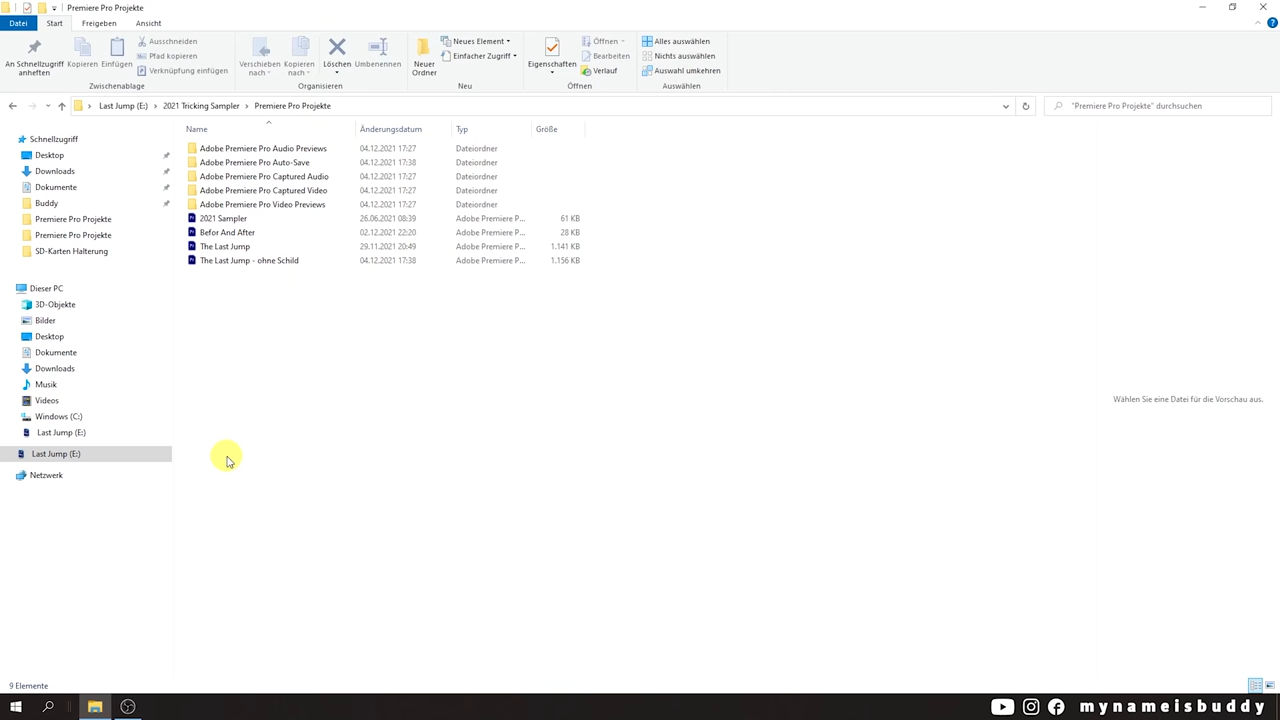 Premiere Pro Projekte
Datei
Start
Freigeben
Ansicht
An Schnellzugriff anheften
Kopieren
Einfügen
Ausschneiden
Pfad kopieren
Verknüpfung einfügen
Zwischenablage
Verschieben nach
Kopieren nach
Löschen
Umbenennen
Organisieren
Neuer Ordner
Neues Element
Einfacher Zugriff
Neu
Eigenschaften
Öffnen
Bearbeiten
Verlauf
Öffnen
Alles auswählen
Nichts auswählen
Auswahl umkehren
Auswählen
Last Jump (E:) > 2021 Tricking Sampler > Premiere Pro Projekte
"Premiere Pro Projekte" durchsuchen
Schnellzugriff
Desktop
Downloads
Dokumente
Buddy
Premiere Pro Projekte
Premiere Pro Projekte
SD-Karten Halterung
Dieser PC
3D-Objekte
Bilder
Desktop
Dokumente
Downloads
Musik
Videos
Windows (C:)
Last Jump (E:)
Last Jump (E:)
Netzwerk
Name Änderungsdatum Typ Größe
Adobe Premiere Pro Audio Previews 04.12.2021 17:27 Dateiordner
Adobe Premiere Pro Auto-Save 04.12.2021 17:38 Dateiordner
Adobe Premiere Pro Captured Audio 04.12.2021 17:27 Dateiordner
Adobe Premiere Pro Captured Video 04.12.2021 17:27 Dateiordner
Adobe Premiere Pro Video Previews 04.12.2021 17:27 Dateiordner
2021 Sampler 26.06.2021 08:39 Adobe Premiere P... 61 KB
Befor And After 02.12.2021 22:20 Adobe Premiere P... 28 KB
The Last Jump 29.11.2021 20:49 Adobe Premiere P... 1.141 KB
The Last Jump - ohne Schild 04.12.2021 17:38 Adobe Premiere P... 1.156 KB
Wählen Sie eine Datei für die Vorschau aus.
9 Elemente
mynameisbuddy